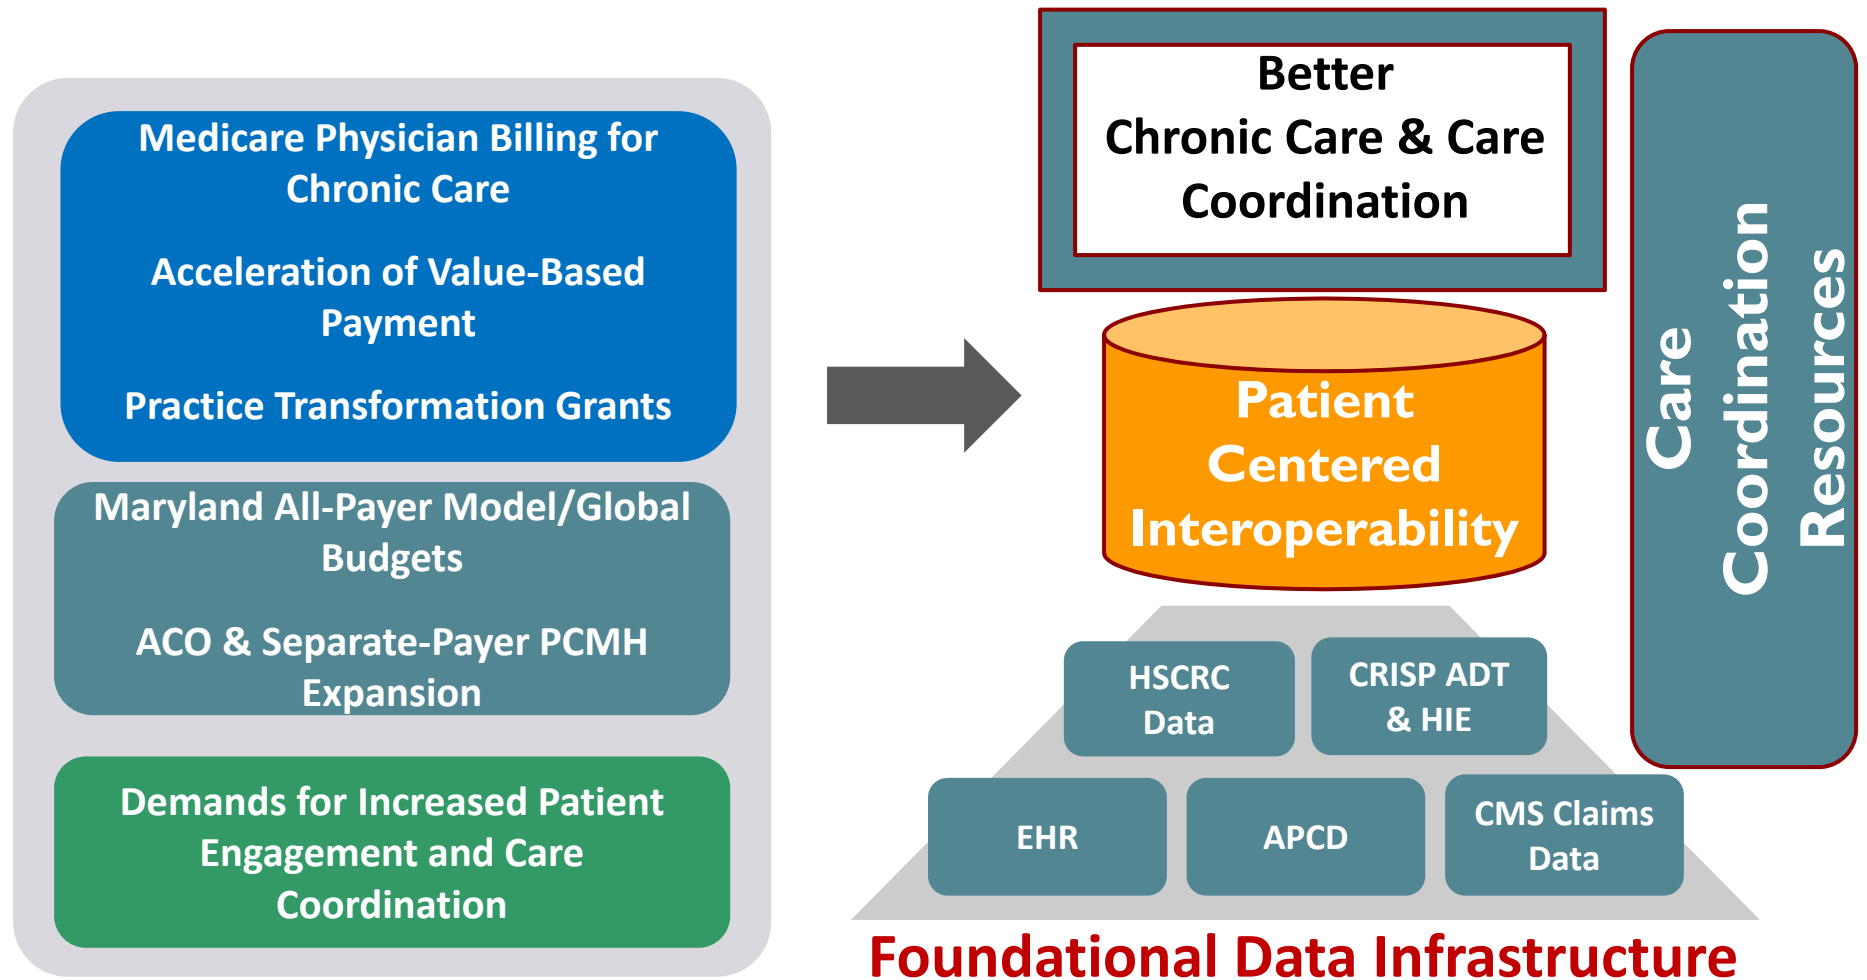 Medicare Physician Billing for
Chronic Care
Acceleration of Value-Based
Payment
Practice Transformation Grants
Maryland All-Payer Model/Global
Budgets
ACO & Separate-Payer PCMH
Expansion
Demands for Increased Patient
Engagement and Care
Coordination
Better
Chronic Care & Care
Coordination
Patient
Centered
Interoperability
Care
Coordination
Resources
HSCRC
Data
CRISP ADT
& HIE
EHR
APCD
CMS Claims
Data
Foundational Data Infrastructure